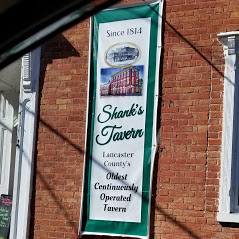 Since 1814
Shank's
Tavern
Lancaster
County's
Oldest
Continuously
Operated
Tavern